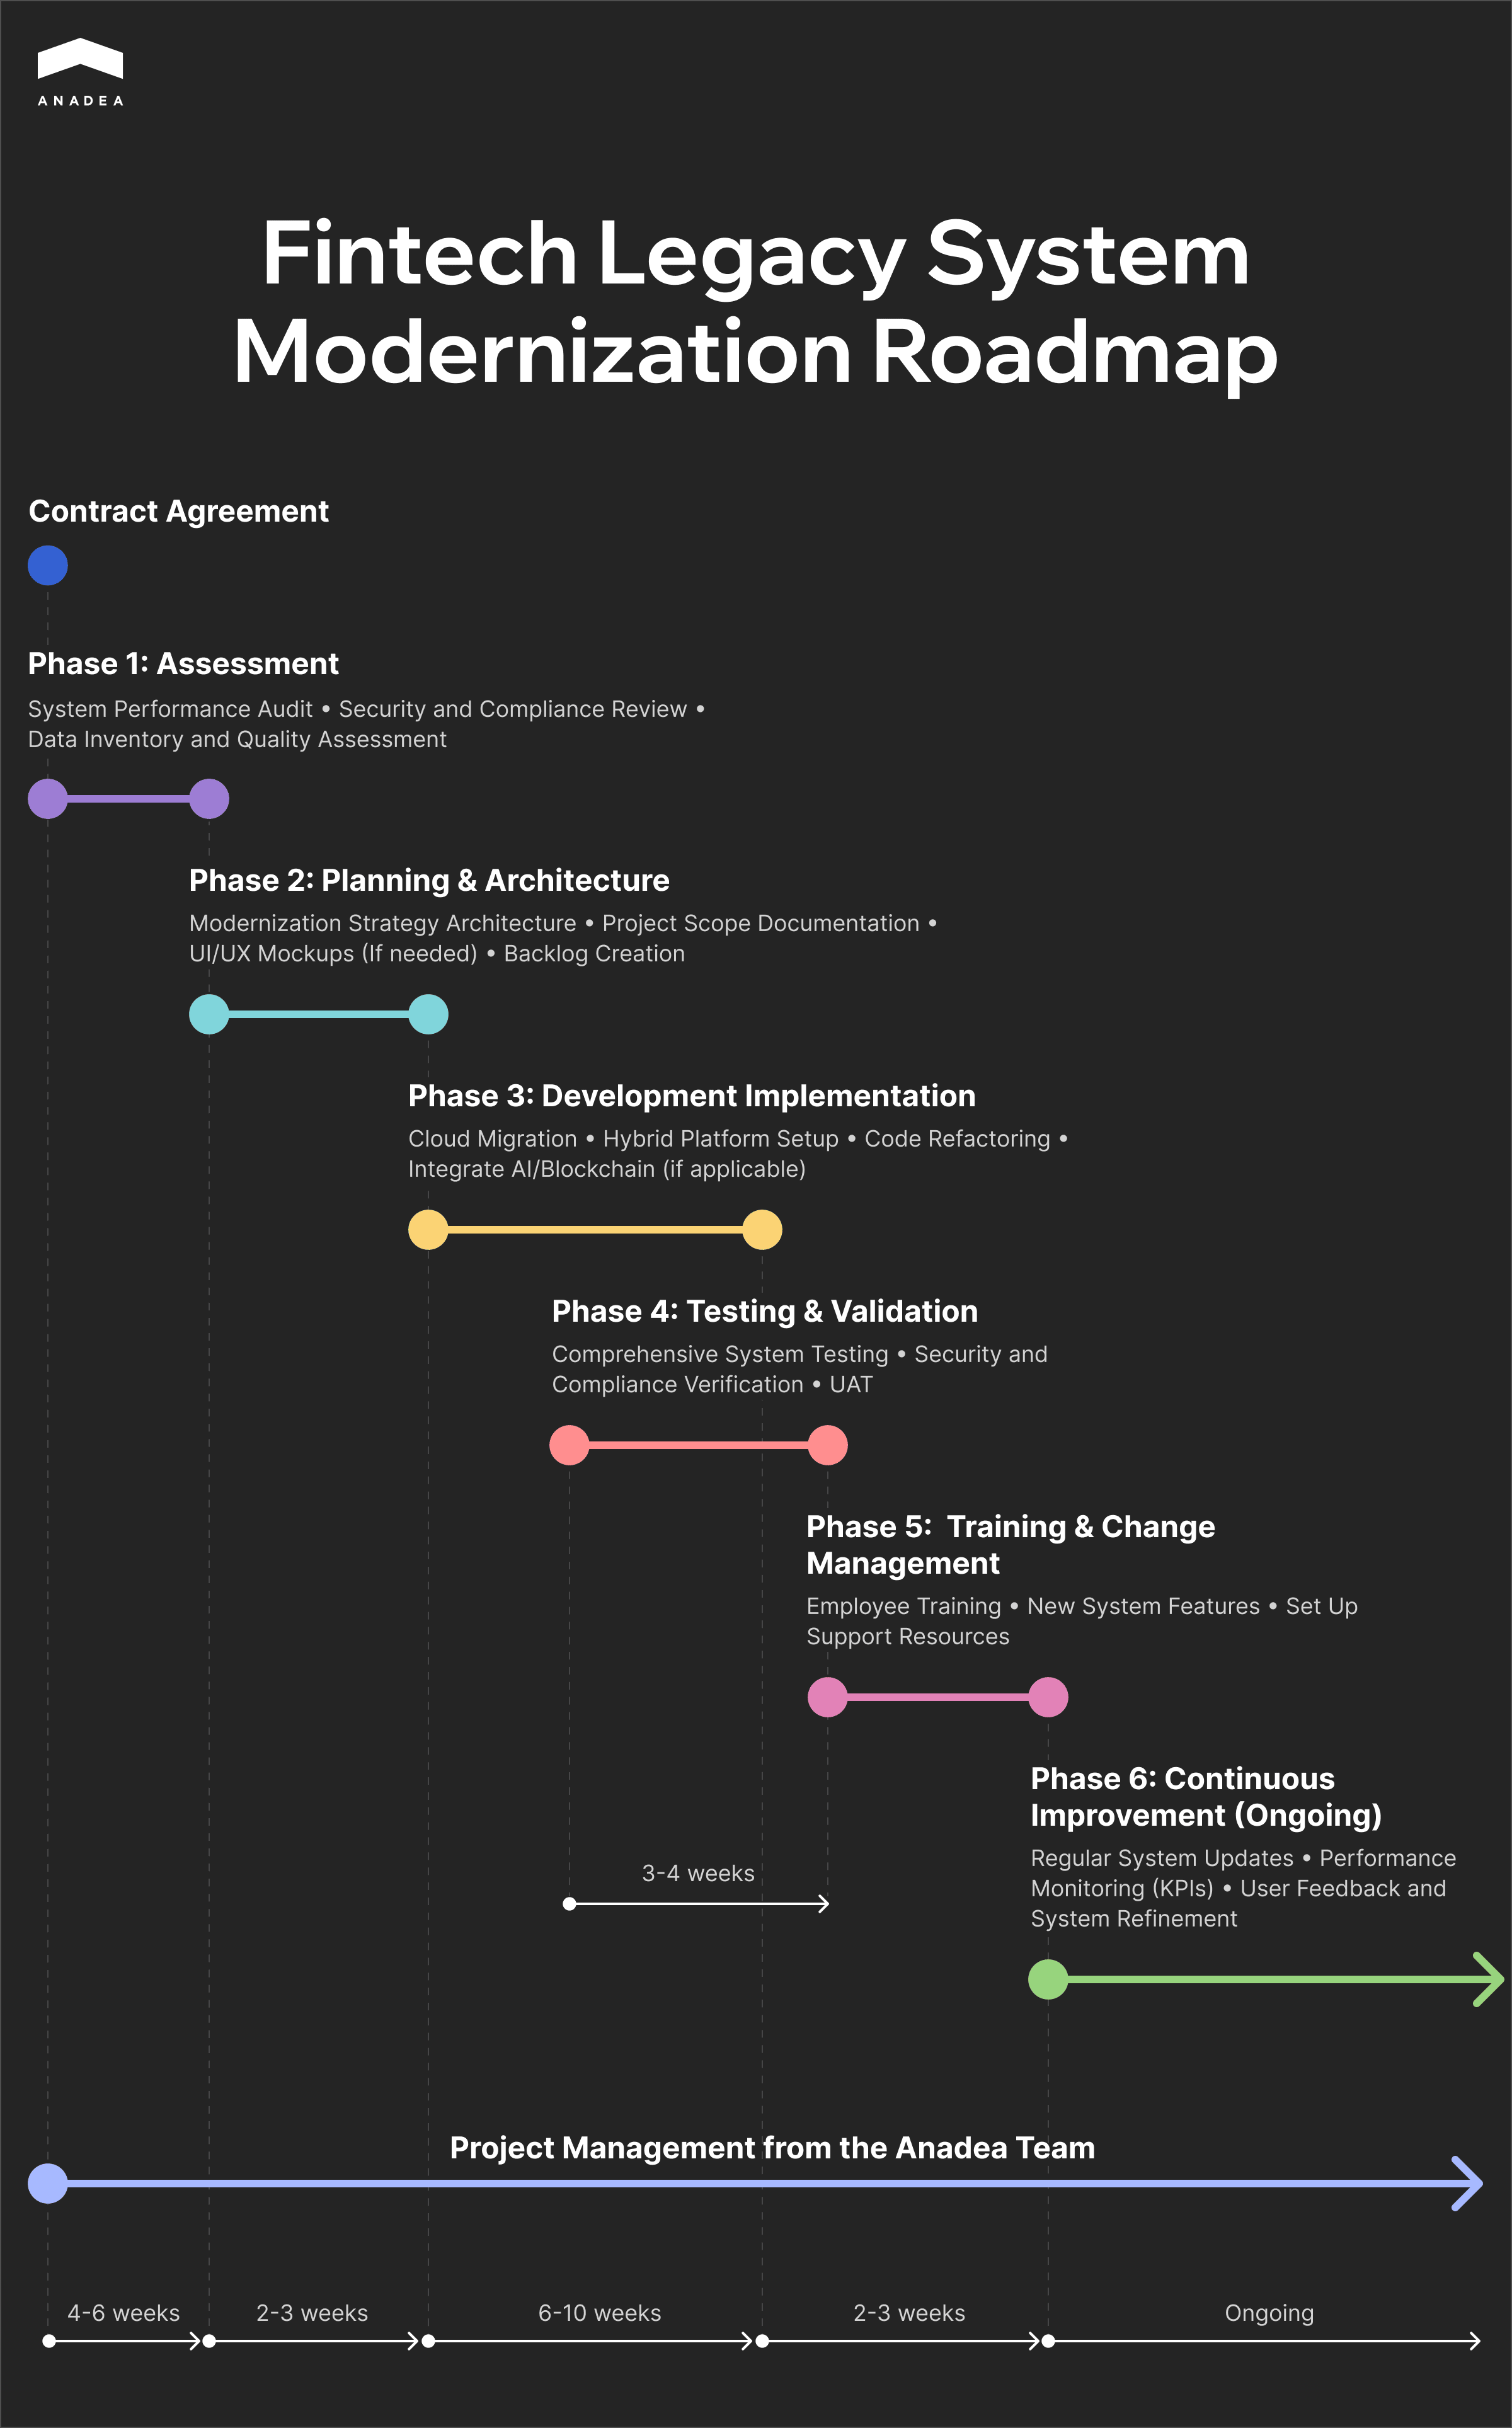 ANADEA
Fintech Legacy System
Modernization Roadmap
Contract Agreement
Phase 1: Assessment
System Performance Audit • Security and Compliance Review •
Data Inventory and Quality Assessment
Phase 2: Planning & Architecture
Modernization Strategy Architecture • Project Scope Documentation •
UI/UX Mockups (If needed) • Backlog Creation
Phase 3: Development Implementation
Cloud Migration • Hybrid Platform Setup • Code Refactoring •
Integrate AI/Blockchain (if applicable)
Phase 4: Testing & Validation
Comprehensive System Testing • Security and
Compliance Verification • UAT
Phase 5:  Training & Change
Management
Employee Training • New System Features • Set Up
Support Resources
Phase 6: Continuous
Improvement (Ongoing)
Regular System Updates • Performance
Monitoring (KPIs) • User Feedback and
System Refinement
3-4 weeks
Project Management from the Anadea Team
4-6 weeks
2-3 weeks
6-10 weeks
2-3 weeks
Ongoing